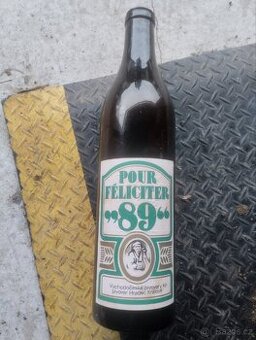 POUR
FÉLICITER
„89“
Východočeské pivovary k.p.
pivovar Hradec Králové